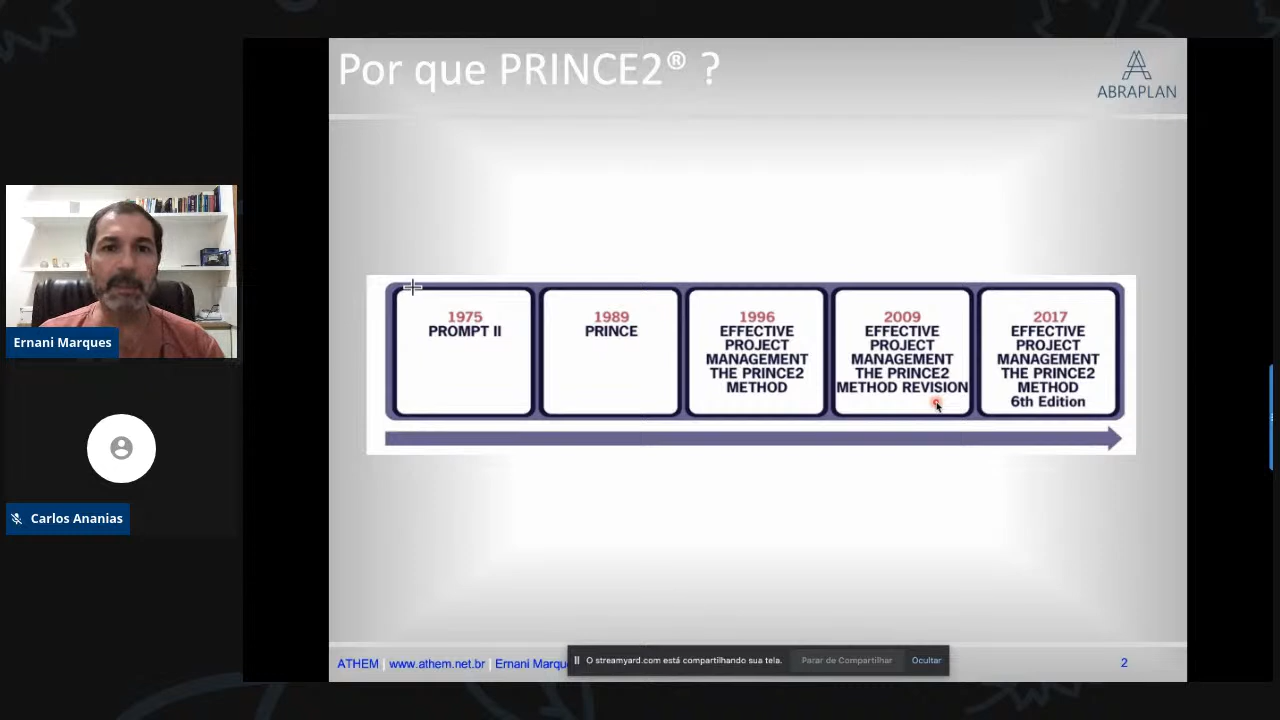 Por que PRINCE2® ?
ABRAPLAN
1975
PROMPT II
1989
PRINCE
1996
EFFECTIVE
PROJECT
MANAGEMENT
THE PRINCE2
METHOD
2009
EFFECTIVE
PROJECT
MANAGEMENT
THE PRINCE2
METHOD REVISION
2017
EFFECTIVE
PROJECT
MANAGEMENT
THE PRINCE2
METHOD
6th Edition
Ernani Marques
Carlos Ananias
ATHEM | www.athem.net.br | Ernani Marqu
O streamyard.com está compartilhando sua tela. Parar de Compartilhar Ocultar
2